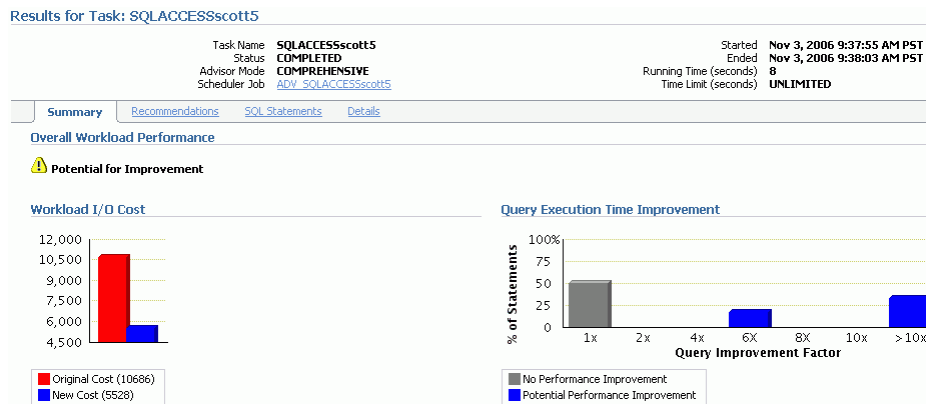 Results for Task: SQLACCESSscott5
Task Name SQLACCESSscott5
Status COMPLETED
Advisor Mode COMPREHENSIVE
Scheduler Job ADV_SQLACCESSscott5
Started Nov 3, 2006 9:37:55 AM PST
Ended Nov 3, 2006 9:38:03 AM PST
Running Time (seconds) 8
Time Limit (seconds) UNLIMITED
Summary Recommendations SQL Statements Details
Overall Workload Performance
Potential for Improvement
Workload I/O Cost
12,000
10,500
9,000
7,500
6,000
4,500
Original Cost (10686)
New Cost (5528)
Query Execution Time Improvement
% of Statements
100%
75
50
25
0
1x 2x 4x 6x 8x 10x >10x
Query Improvement Factor
No Performance Improvement
Potential Performance Improvement